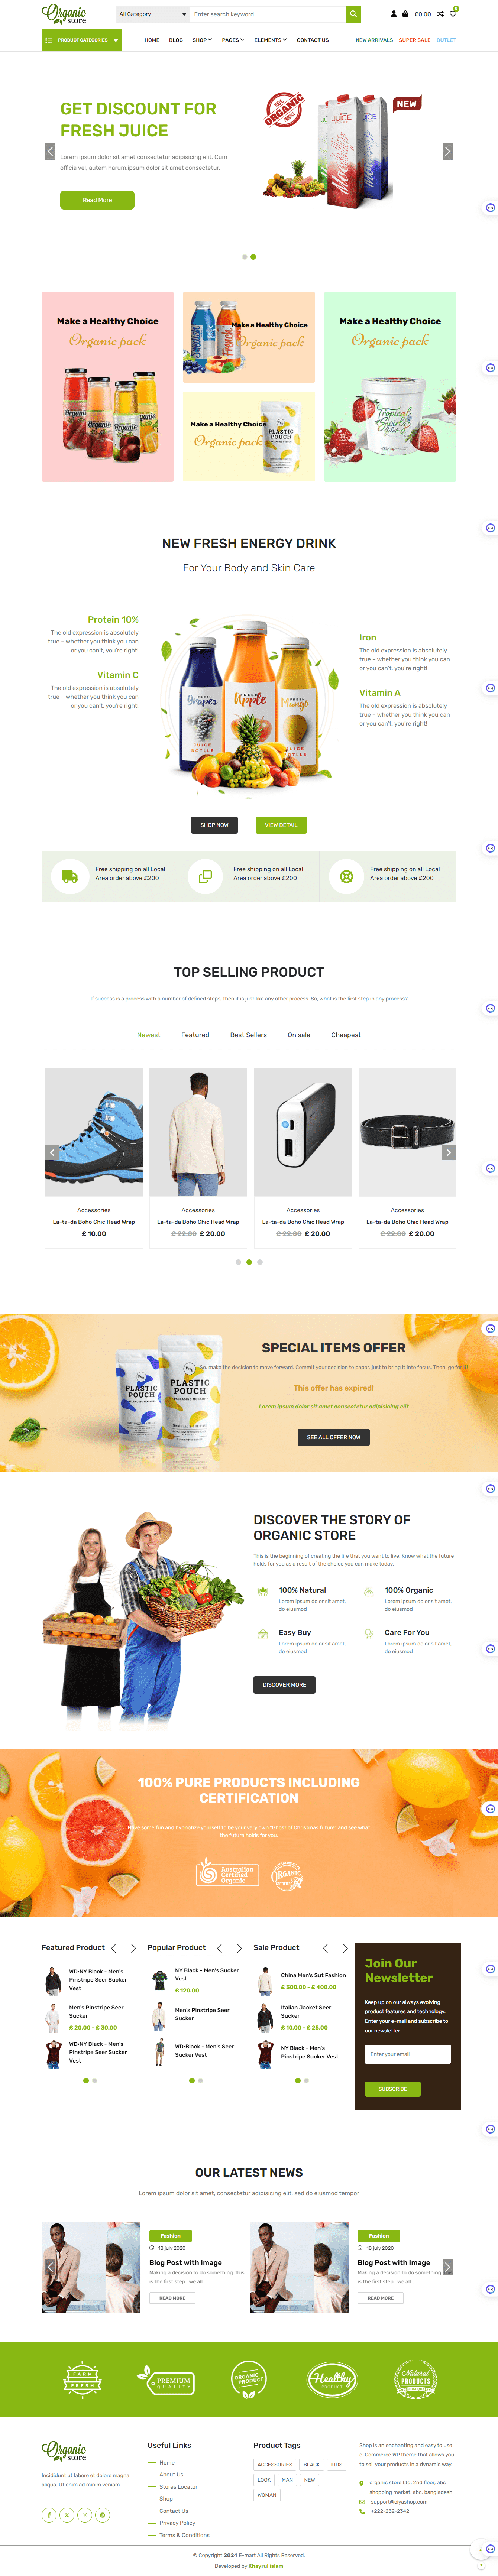 Organic
store
All Category
Enter search keyword..
£0.00
0
PRODUCT CATEGORIES
HOME
BLOG
SHOP
PAGES
ELEMENTS
CONTACT US
NEW ARRIVALS
SUPER SALE
OUTLET
GET DISCOUNT FOR
FRESH JUICE
Lorem ipsum dolor sit amet consectetur adipisicing elit. Cum
officia vel, autem harum.ipsum dolor sit amet consectetur.
Read More
ORGANIC
NEW
JUICE
JUICE
Make a Healthy Choice
Organic pack
Make a Healthy Choice
Organic pack
Make a Healthy Choice
Organic pack
PLASTIC
POUCH
Make a Healthy Choice
Organic pack
Tropical
Swirls
NEW FRESH ENERGY DRINK
For Your Body and Skin Care
Protein 10%
The old expression is absolutely
true – whether you think you can
or you can't, you're right!
Vitamin C
The old expression is absolutely
true – whether you think you can
or you can't, you're right!
FRESH
Grapes
FRESH
Apple
FRESH
Mango
Iron
The old expression is absolutely
true – whether you think you can
or you can't, you're right!
Vitamin A
The old expression is absolutely
true – whether you think you can
or you can't, you're right!
SHOP NOW
VIEW DETAIL
Free shipping on all Local
Area order above £200
Free shipping on all Local
Area order above £200
Free shipping on all Local
Area order above £200
TOP SELLING PRODUCT
If success is a process with a number of defined steps, then it is just like any other process. So, what is the first step in any process?
Newest
Featured
Best Sellers
On sale
Cheapest
Accessories
La-ta-da Boho Chic Head Wrap
£ 10.00
Accessories
La-ta-da Boho Chic Head Wrap
£ 22.00 £ 20.00
Accessories
La-ta-da Boho Chic Head Wrap
£ 22.00 £ 20.00
Accessories
La-ta-da Boho Chic Head Wrap
£ 22.00 £ 20.00
PLASTIC
POUCH
PLASTIC
POUCH
SPECIAL ITEMS OFFER
So, make the decision to move forward. Commit your decision to paper, just to bring it into focus. Then, go for it!
This offer has expired!
Lorem ipsum dolor sit amet consectetur adipisicing elit
SEE ALL OFFER NOW
DISCOVER THE STORY OF
ORGANIC STORE
This is the beginning of creating the life that you want to live. Know what the future
holds for you as a result of the choice you can make today.
100% Natural
Lorem ipsum dolor sit amet,
do eiusmod
100% Organic
Lorem ipsum dolor sit amet,
do eiusmod
Easy Buy
Lorem ipsum dolor sit amet,
do eiusmod
Care For You
Lorem ipsum dolor sit amet,
do eiusmod
DISCOVER MORE
100% PURE PRODUCTS INCLUDING
CERTIFICATION
Have some fun and hypnotize yourself to be your very own "Ghost of Christmas future" and see what
the future holds for you.
Australian
Certified
Organic
ORGANIC
Featured Product
WD•NY Black - Men's
Pinstripe Seer Sucker
Vest
Men's Pinstripe Seer
Sucker
£ 20.00 - £ 30.00
WD•NY Black - Men's
Pinstripe Seer Sucker
Vest
Popular Product
NY Black - Men's Sucker
Vest
£ 120.00
Men's Pinstripe Seer
Sucker
WD•Black - Men's Seer
Sucker Vest
Sale Product
China Men's Sut Fashion
£ 300.00 - £ 400.00
Italian Jacket Seer
Sucker
£ 10.00 - £ 25.00
NY Black - Men's
Pinstripe Sucker Vest
Join Our
Newsletter
Keep up on our always evolving
product features and technology.
Enter your e-mail and subscribe to
our newsletter.
Enter your email
SUBSCRIBE
OUR LATEST NEWS
Lorem ipsum dolor sit amet, consectetur adipisicing elit, sed do eiusmod tempor
Fashion
18 july 2020
Blog Post with Image
Making a decision to do something, this
is the first step . we all..
READ MORE
Fashion
18 july 2020
Blog Post with Image
Making a decision to do something,
is the first step . we all..
READ MORE
FARM
FRESH
PREMIUM
QUALITY
ORGANIC
PRODUCT
Healthy
PRODUCT
Natural
PRODUCTS
Organic
store
Incididunt ut labore et dolore magna
aliqua. Ut enim ad minim veniam
Useful Links
Home
About Us
Stores Locator
Shop
Contact Us
Privacy Policy
Terms & Conditions
Product Tags
ACCESSORIES
BLACK
KIDS
LOOK
MAN
NEW
WOMAN
Shop is an enchanting and easy to use
e-Commerce WP theme that allows you
to sell your products in a dynamic way.
organic store Ltd, 2nd floor, abc
shopping market, abc, bangladesh
support@ciyashop.com
+222-232-2342
© Copyright 2024 E-mart All Rights Reserved.
Developed by Khayrul islam